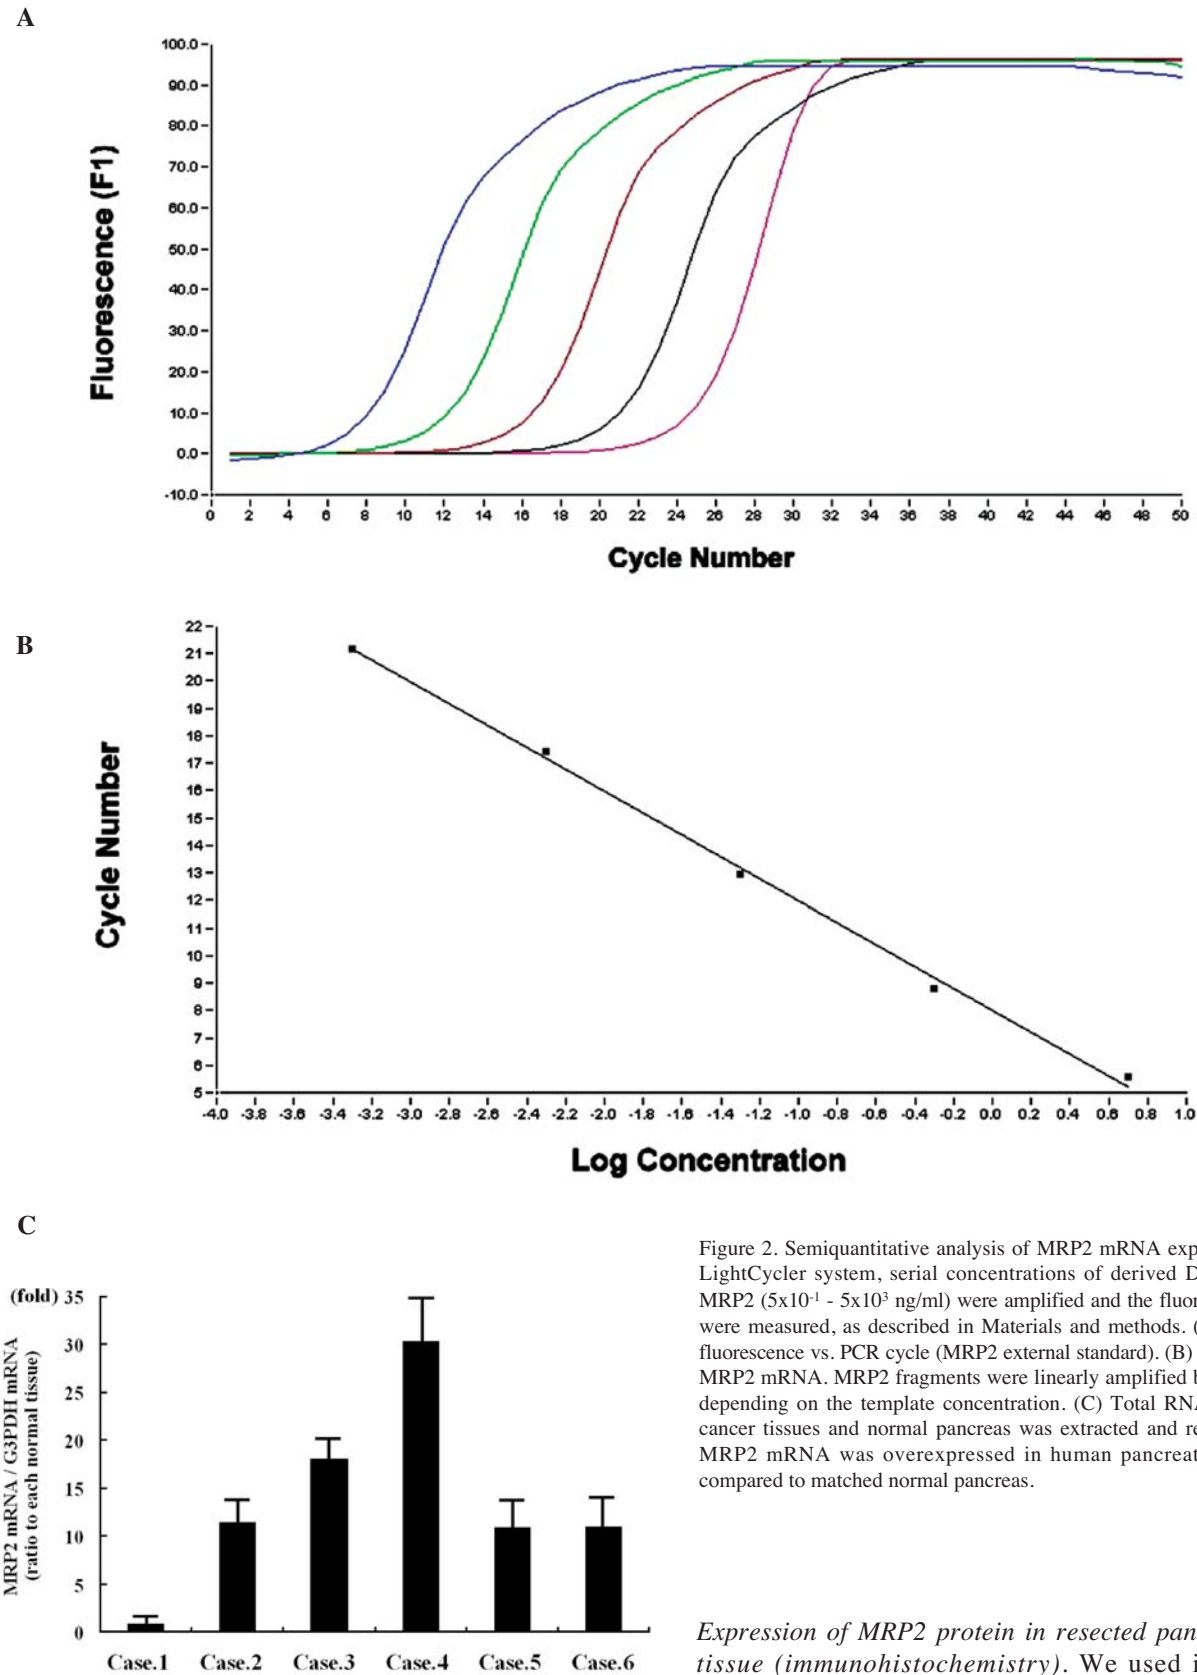 A
100.0
90.0
80.0
70.0
60.0
50.0
40.0
30.0
20.0
10.0
0.0
-10.0
Fluorescence (F1)
0 2 4 6 8 10 12 14 16 18 20 22 24 26 28 30 32 34 36 38 40 42 44 46 48 50
Cycle Number
B
22
21
20
19
18
17
16
15
14
13
12
11
10
9
8
7
6
5
Cycle Number
-4.0 -3.8 -3.6 -3.4 -3.2 -3.0 -2.8 -2.6 -2.4 -2.2 -2.0 -1.8 -1.6 -1.4 -1.2 -1.0 -0.8 -0.6 -0.4 -0.2 0.0 0.2 0.4 0.6 0.8 1.0
Log Concentration
C
(fold) 35
30
25
20
15
10
5
0
MRP2 mRNA / G3PDH mRNA
(ratio to each normal tissue)
Case.1 Case.2 Case.3 Case.4 Case.5 Case.6
Figure 2. Semiquantitative analysis of MRP2 mRNA exp
LightCycler system, serial concentrations of derived D
MRP2 (5x10⁻¹ - 5x10³ ng/ml) were amplified and the fluor
were measured, as described in Materials and methods. (
fluorescence vs. PCR cycle (MRP2 external standard). (B)
MRP2 mRNA. MRP2 fragments were linearly amplified b
depending on the template concentration. (C) Total RNA
cancer tissues and normal pancreas was extracted and re
MRP2 mRNA was overexpressed in human pancreat
compared to matched normal pancreas.
Expression of MRP2 protein in resected pan
tissue (immunohistochemistry). We used i